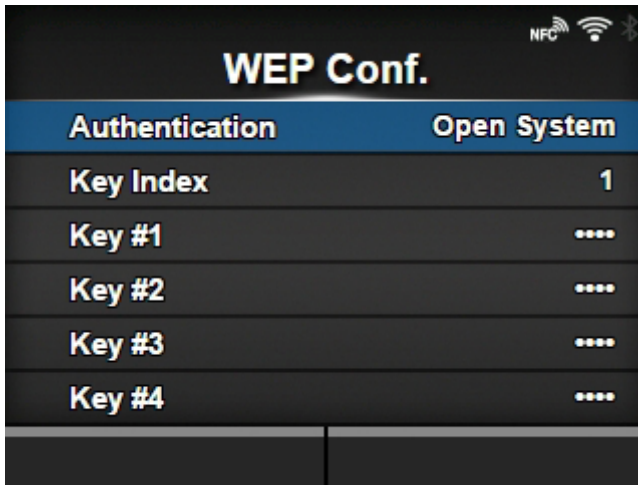 NFC
WEP Conf.
Authentication Open System
Key Index 1
Key #1 ••••
Key #2 ••••
Key #3 ••••
Key #4 ••••